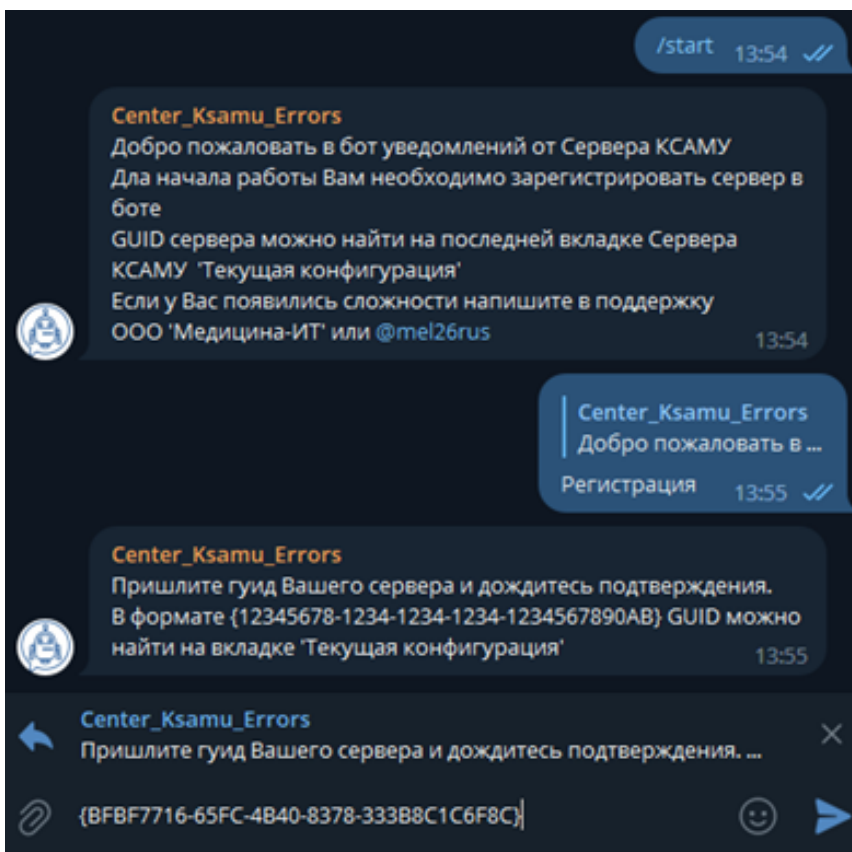 /start 13:54
Center_Ksamu_Errors
Добро пожаловать в бот уведомлений от Сервера КСАМУ
Дла начала работы Вам необходимо зарегистрировать сервер в
боте
GUID сервера можно найти на последней вкладке Сервера
КСАМУ 'Текущая конфигурация'
Если у Вас появились сложности напишите в поддержку
ООО 'Медицина-ИТ' или @mel26rus
13:54
Center_Ksamu_Errors
Добро пожаловать в ...
Регистрация 13:55
Center_Ksamu_Errors
Пришлите гуид Вашего сервера и дождитесь подтверждения.
В формате {12345678-1234-1234-1234-1234567890AB} GUID можно
найти на вкладке 'Текущая конфигурация'
13:55
Center_Ksamu_Errors
Пришлите гуид Вашего сервера и дождитесь подтверждения. ...
{BFBF7716-65FC-4B40-8378-333B8C1C6F8C}